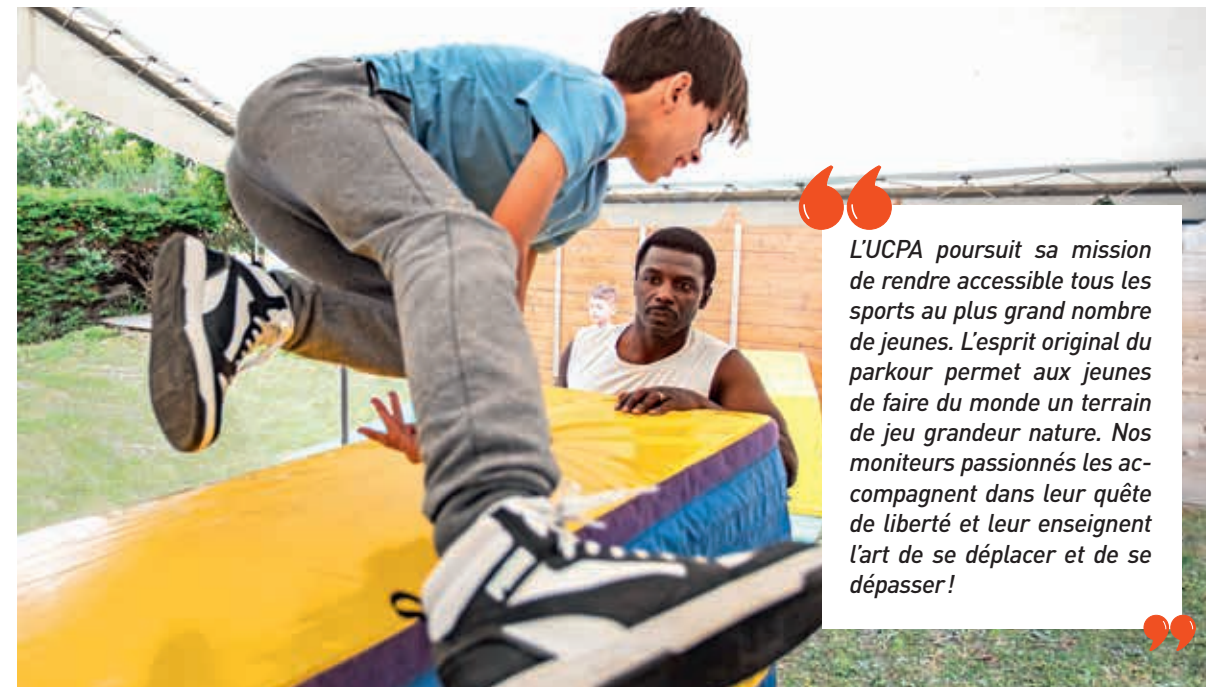 L'UCPA poursuit sa mission
de rendre accessible tous les
sports au plus grand nombre
de jeunes. L'esprit original du
parkour permet aux jeunes
de faire du monde un terrain
de jeu grandeur nature. Nos
moniteurs passionnés les ac-
compagnent dans leur quête
de liberté et leur enseignent
l'art de se déplacer et de se
dépasser !